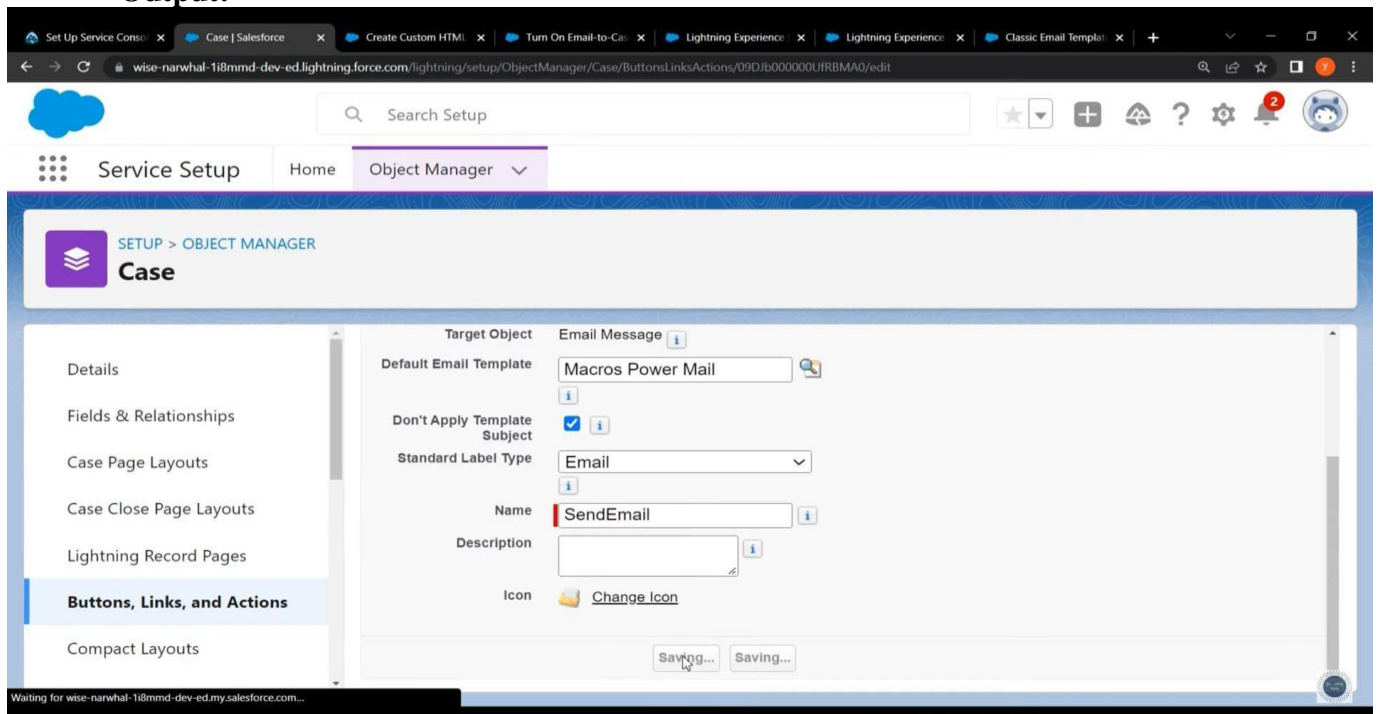 Output:
Set Up Service Conso
Case | Salesforce
Create Custom HTML
Turn On Email-to-Cas
Lightning Experience
Lightning Experience
Classic Email Templat
wise-narwhal-1i8mmd-dev-ed.lightning.force.com/lightning/setup/ObjectManager/Case/ButtonsLinksActions/09DJb000000UfRBMA0/edit
Search Setup
2
Service Setup
Home
Object Manager
SETUP > OBJECT MANAGER
Case
Details
Fields & Relationships
Case Page Layouts
Case Close Page Layouts
Lightning Record Pages
Buttons, Links, and Actions
Compact Layouts
Target Object Email Message
Default Email Template Macros Power Mail
Don't Apply Template
Subject
Standard Label Type Email
Name SendEmail
Description
Icon Change Icon
Saving... Saving...
Waiting for wise-narwhal-1i8mmd-dev-ed.my.salesforce.com...